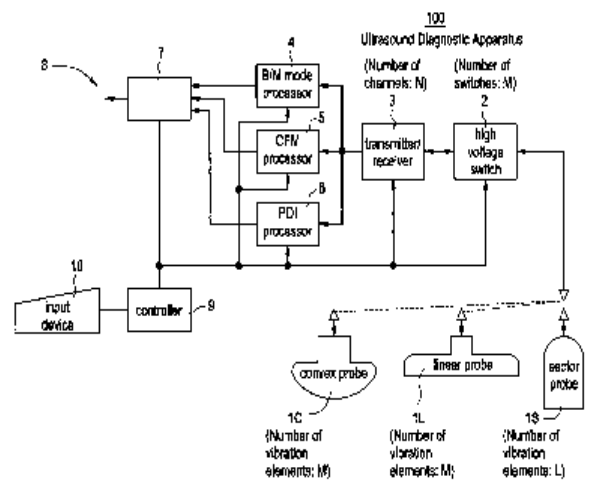 100
Ultrasound Diagnostic Apparatus
(Number of
channels: N)
(Number of
switches: M)
7
4
3
2
8
B/M mode
processor
5
CFM
processor
6
PDI
processor
transmitter/
receiver
high
voltage
switch
10
input
device
controller
9
convex probe
linear probe
sector
probe
1C
(Number of
vibration
elements: M)
1L
(Number of
vibration
elements: M)
1S
(Number of
vibration
elements: L)